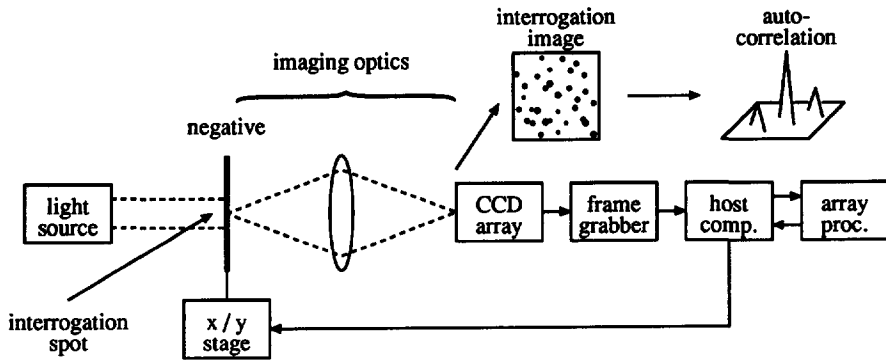 interrogation
image
auto-
correlation
imaging optics
negative
light
source
CCD
array
frame
grabber
host
comp.
array
proc.
interrogation
spot
x / y
stage